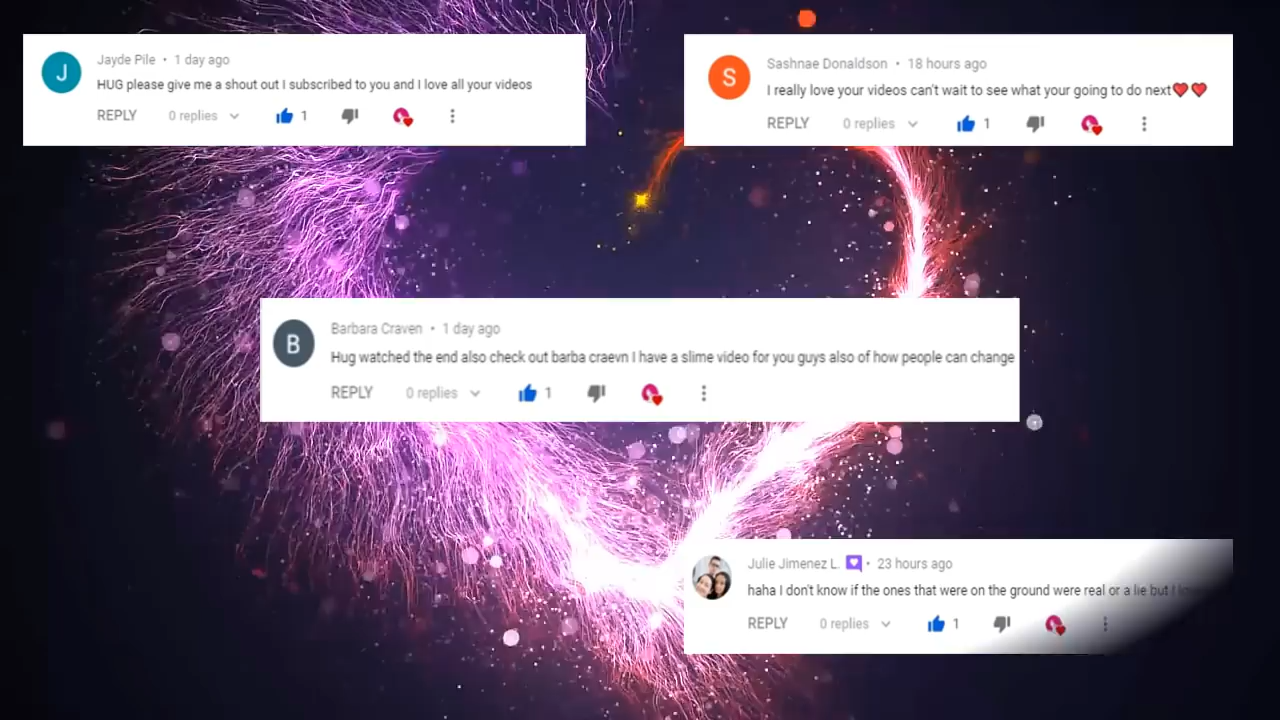 J
Jayde Pile • 1 day ago
HUG please give me a shout out I subscribed to you and I love all your videos
REPLY 0 replies 1
S
Sashnae Donaldson • 18 hours ago
I really love your videos can't wait to see what your going to do next❤️❤️
REPLY 0 replies 1
B
Barbara Craven • 1 day ago
Hug watched the end also check out barba craevn I have a slime video for you guys also of how people can change
REPLY 0 replies 1
Julie Jimenez L. • 23 hours ago
haha I don't know if the ones that were on the ground were real or a lie but I
REPLY 0 replies 1